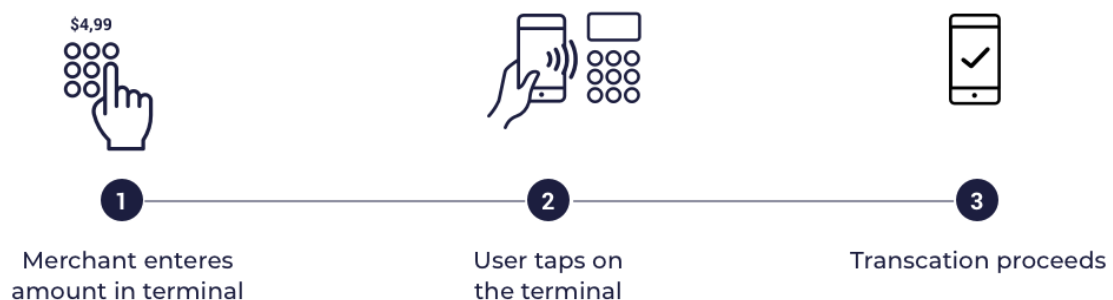 $4,99
1
2
3
Merchant enteres
amount in terminal
User taps on
the terminal
Transcation proceeds